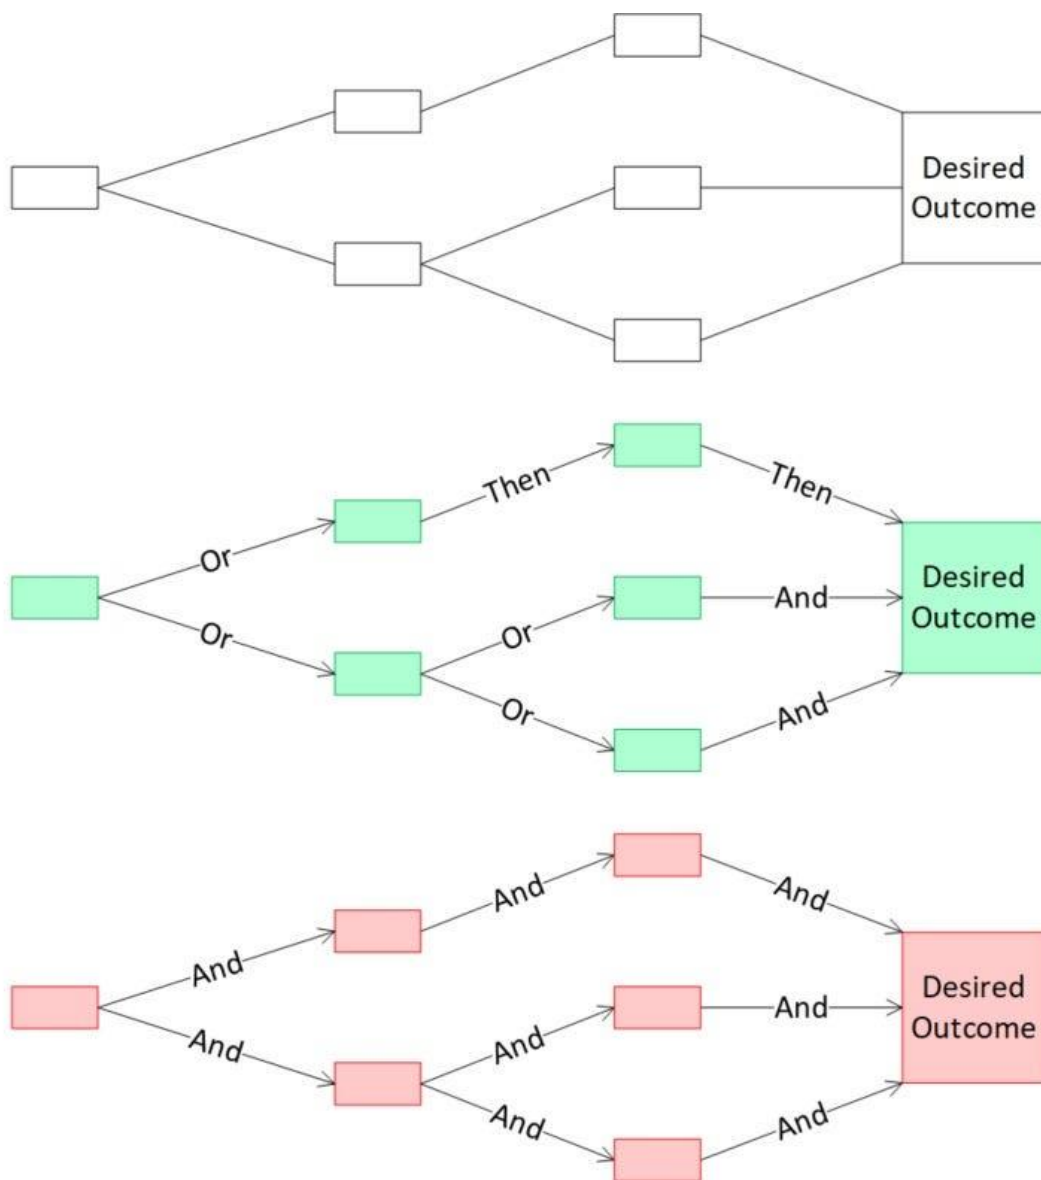 Desired
Outcome
Then
Then
Or
Or
Or
And
Desired
Outcome
Or
And
And
And
And
And
And
And
Desired
Outcome
And
And